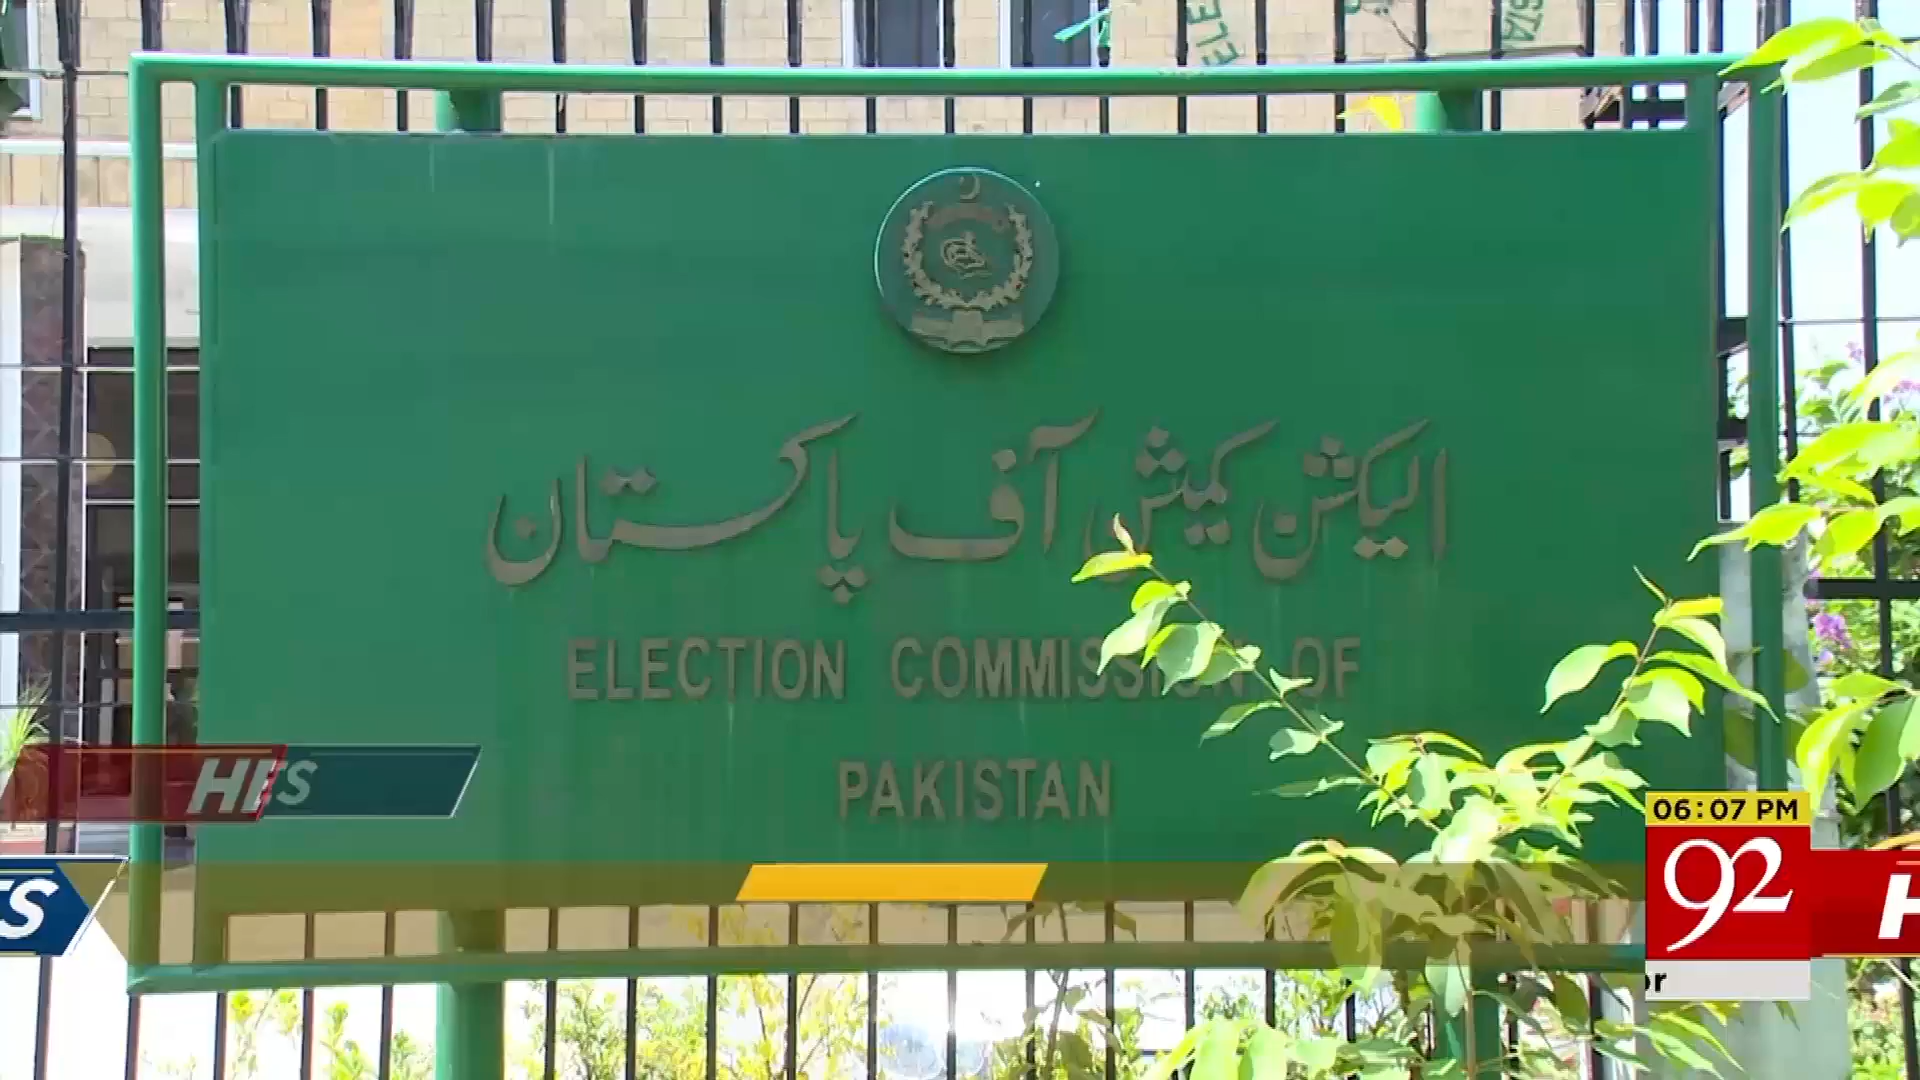 الیکشن کمیشن آف پاکستان
ELECTION COMMISSION OF
PAKISTAN
06:07 PM
92